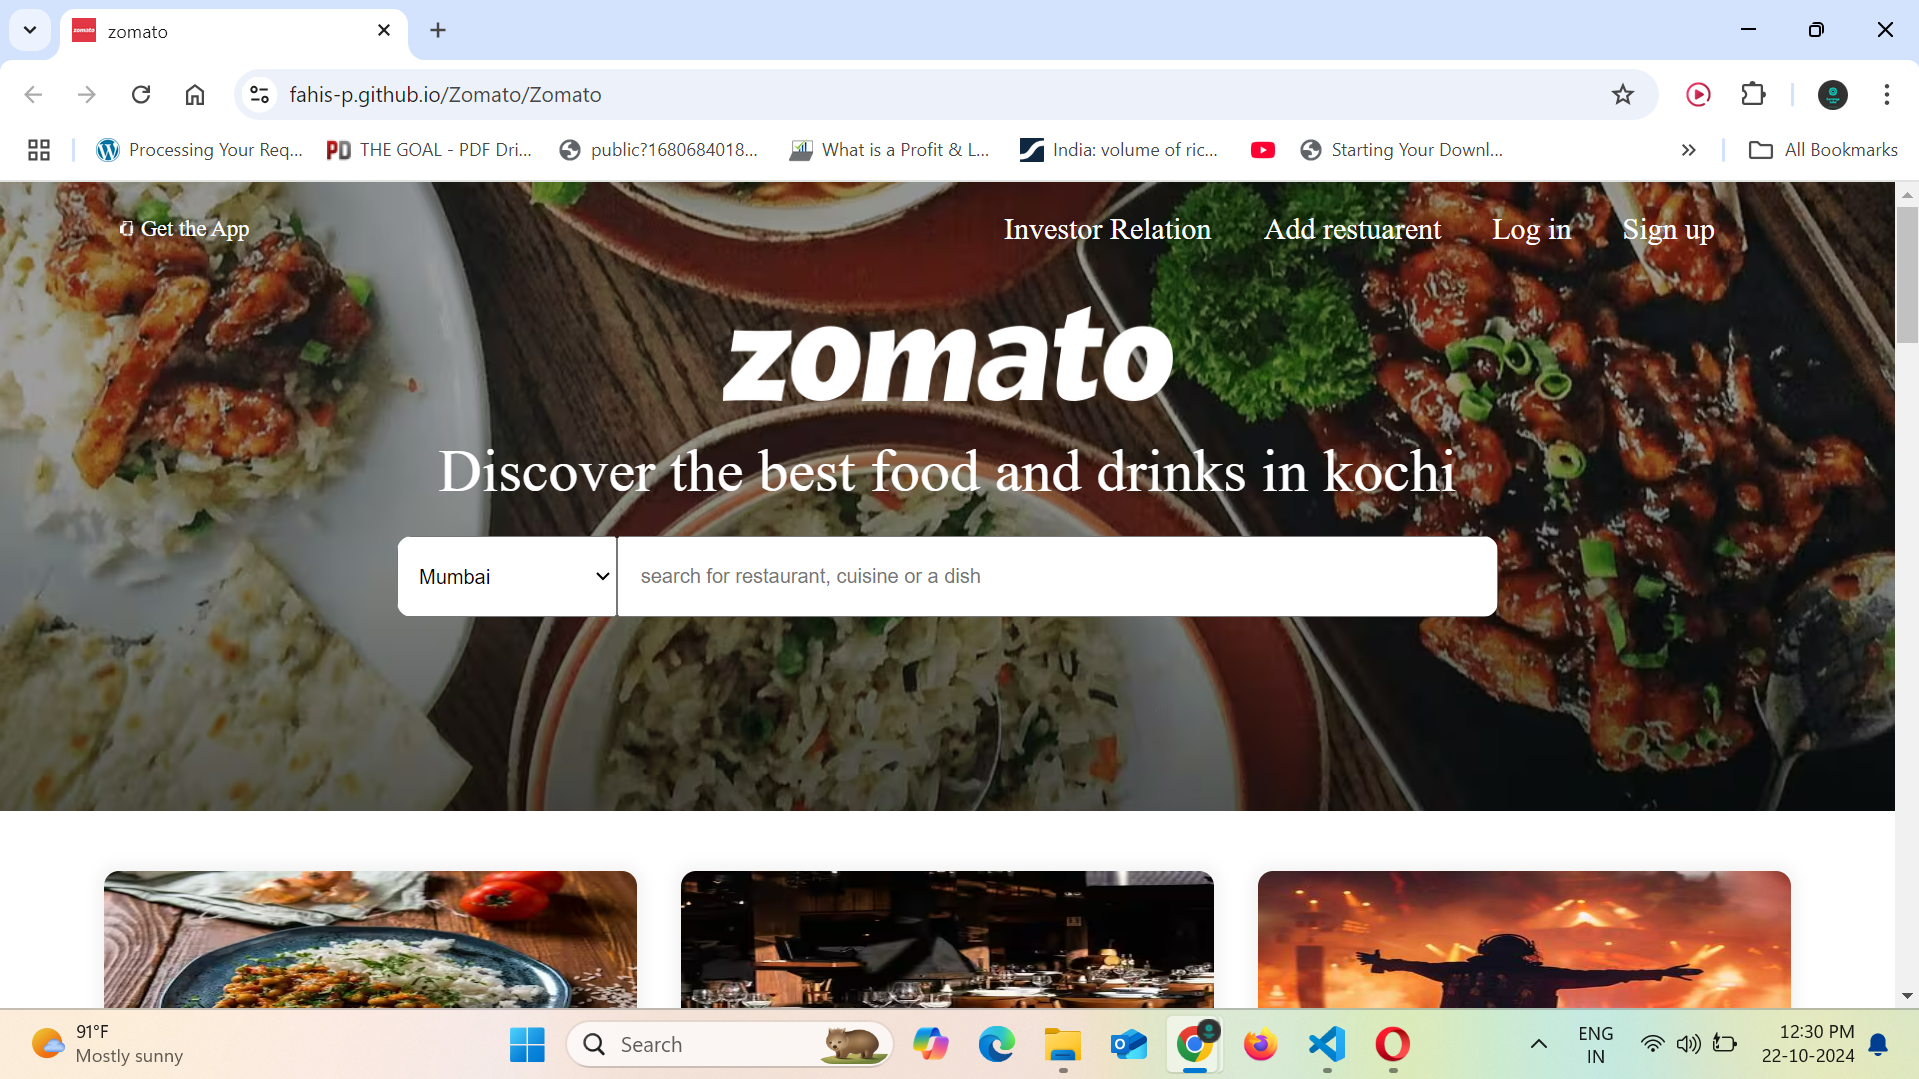 zomato
fahis-p.github.io/Zomato/Zomato
Processing Your Req...
THE GOAL - PDF Dri...
public?1680684018...
What is a Profit & L...
India: volume of ric...
Starting Your Downl...
All Bookmarks
Get the App
Investor Relation
Add restuarent
Log in
Sign up
zomato
Discover the best food and drinks in kochi
Mumbai
search for restaurant, cuisine or a dish
91°F
Mostly sunny
Search
ENG
IN
12:30 PM
22-10-2024